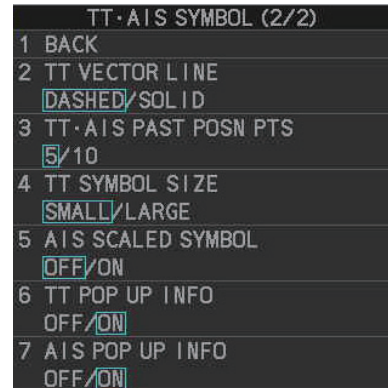 TT·AIS SYMBOL (2/2)
1 BACK
2 TT VECTOR LINE
DASHED/SOLID
3 TT·AIS PAST POSN PTS
5/10
4 TT SYMBOL SIZE
SMALL/LARGE
5 AIS SCALED SYMBOL
OFF/ON
6 TT POP UP INFO
OFF/ON
7 AIS POP UP INFO
OFF/ON